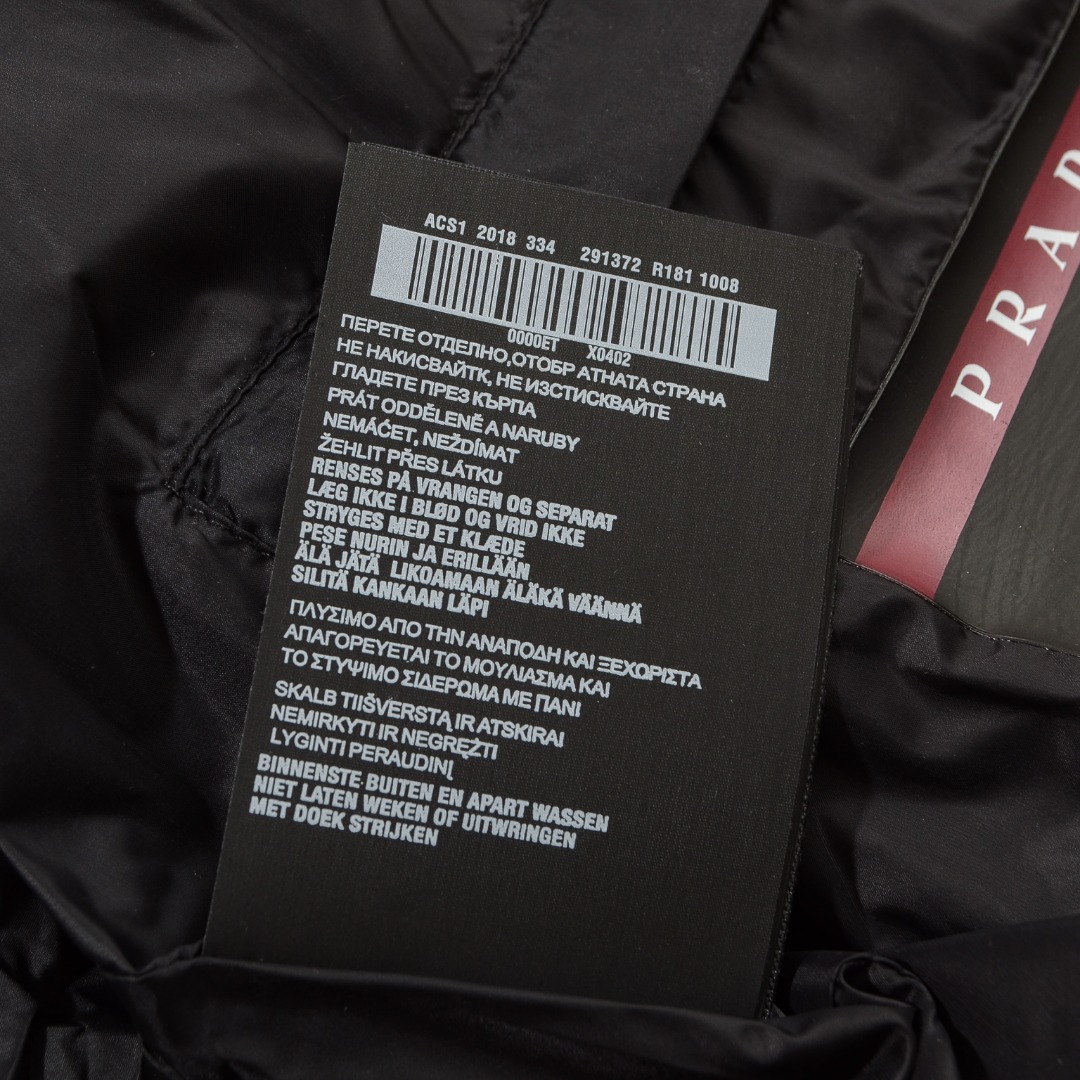 ACS1 2018 334 291372 R181 1008
0000ET X0402
ПЕРЕТЕ ОТДЕЛНО,ОТОБР АТНАТА СТРАНА
НЕ НАКИСВАЙТК, НЕ ИЗСТИСКВАЙТЕ
ГЛАДЕТЕ ПРЕЗ КЪРПА
PRÁT ODDĚLENĚ A NARUBY
NEMÁĆET, NEŽDÍMAT
ŽEHLIT PŘES LÁTKU
RENSES PÅ VRANGEN OG SEPARAT
LÆG IKKE I BLØD OG VRID IKKE
STRYGES MED ET KLÆDE
PESE NURIN JA ERILLÄÄN
ÄLÄ JÄTÄ LIKOAMAAN ÄLÄKÄ VÄÄNNÄ
SILITÄ KANKAAN LÄPI
ΠΛΥΣΙΜΟ ΑΠΟ ΤΗΝ ΑΝΑΠΟΔΗ ΚΑΙ ΞΕΧΟΡΙΣΤΑ
ΑΠΑΓΟΡΕΥΕΤΑΙ ΤΟ ΜΟΥΛΙΑΣΜΑ ΚΑΙ
ΤΟ ΣΤΥΨΙΜΟ ΣΙΔΕΡΩΜΑ ΜΕ ΠΑΝΙ
SKALB TIIŠVERSTĄ IR ATSKIRAI
NEMIRKYTI IR NEGRĘŽTI
LYGINTI PERAUDINĮ
BINNENSTE BUITEN EN APART WASSEN
NIET LATEN WEKEN OF UITWRINGEN
MET DOEK STRIJKEN
PRAD